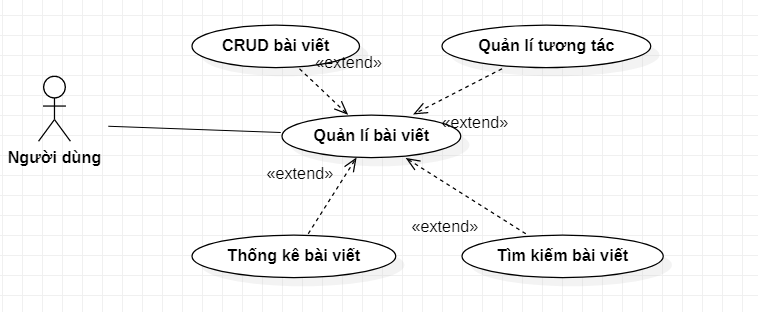 CRUD bài viết
Quản lí tương tác
«extend»
Quản lí bài viết
«extend»
Người dùng
«extend»
«extend»
Thống kê bài viết
Tìm kiếm bài viết